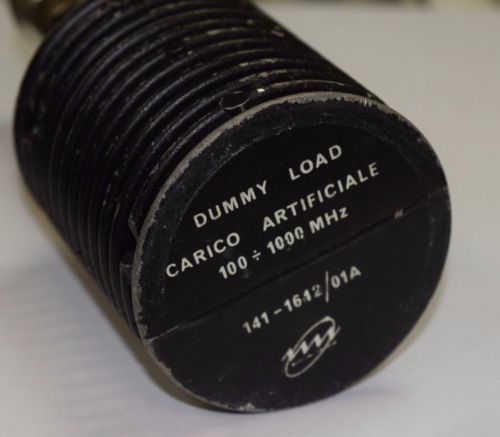 DUMMY LOAD
CARICO ARTIFICIALE
100 ÷ 1000 MHz
141-1642/01A